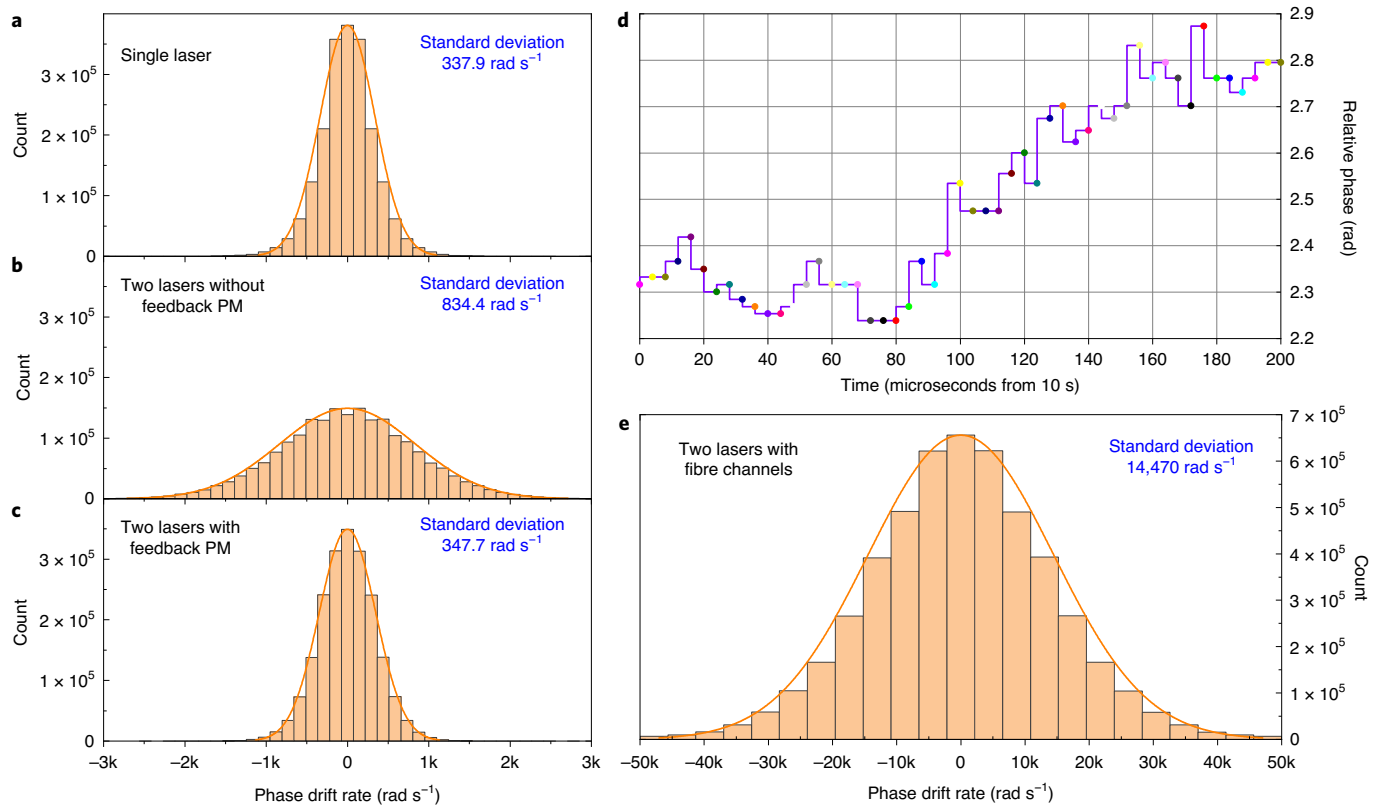 a
Single laser
Standard deviation
337.9 rad s⁻¹
Count
3 × 10⁵
2 × 10⁵
1 × 10⁵
0
b
Two lasers without
feedback PM
Standard deviation
834.4 rad s⁻¹
Count
3 × 10⁵
2 × 10⁵
1 × 10⁵
0
c
Two lasers with
feedback PM
Standard deviation
347.7 rad s⁻¹
Count
3 × 10⁵
2 × 10⁵
1 × 10⁵
0
–3k –2k –1k 0 1k 2k 3k
Phase drift rate (rad s⁻¹)
d
2.9
2.8
2.7
2.6
2.5
2.4
2.3
2.2
Relative phase (rad)
0 20 40 60 80 100 120 140 160 180 200
Time (microseconds from 10 s)
e
Two lasers with
fibre channels
Standard deviation
14,470 rad s⁻¹
7 × 10⁵
6 × 10⁵
5 × 10⁵
4 × 10⁵
3 × 10⁵
2 × 10⁵
1 × 10⁵
0
Count
–50k –40k –30k –20k –10k 0 10k 20k 30k 40k 50k
Phase drift rate (rad s⁻¹)